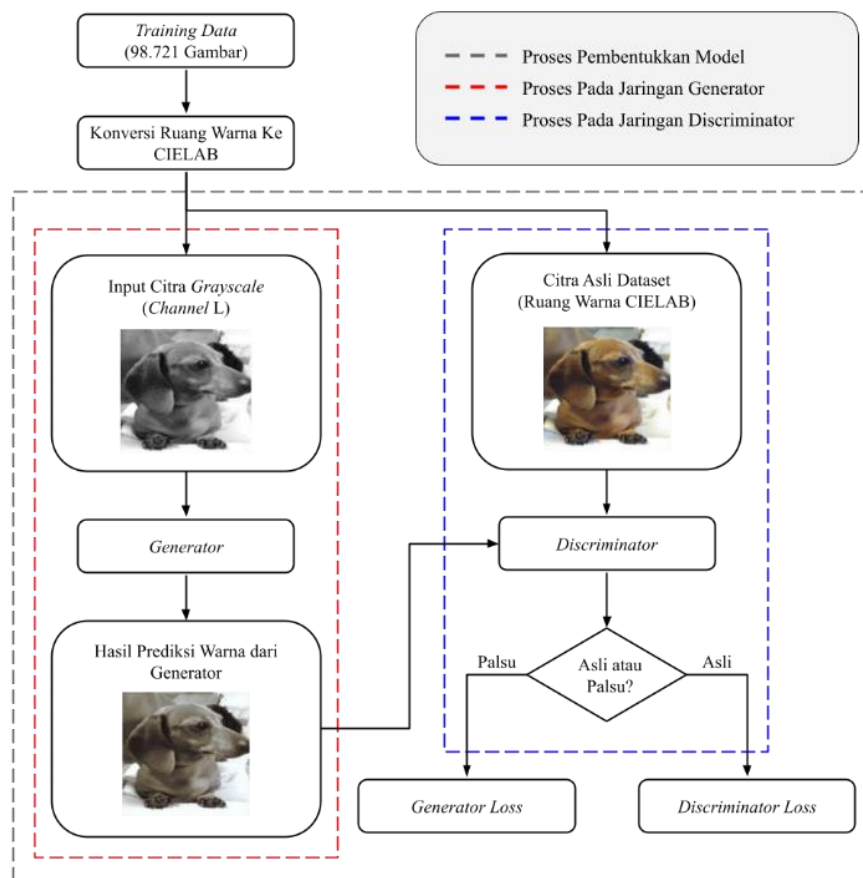 Training Data
(98.721 Gambar)
Proses Pembentukkan Model
Proses Pada Jaringan Generator
Proses Pada Jaringan Discriminator
Konversi Ruang Warna Ke
CIELAB
Input Citra Grayscale
(Channel L)
Citra Asli Dataset
(Ruang Warna CIELAB)
Generator
Discriminator
Hasil Prediksi Warna dari
Generator
Palsu
Asli atau
Palsu?
Asli
Generator Loss
Discriminator Loss